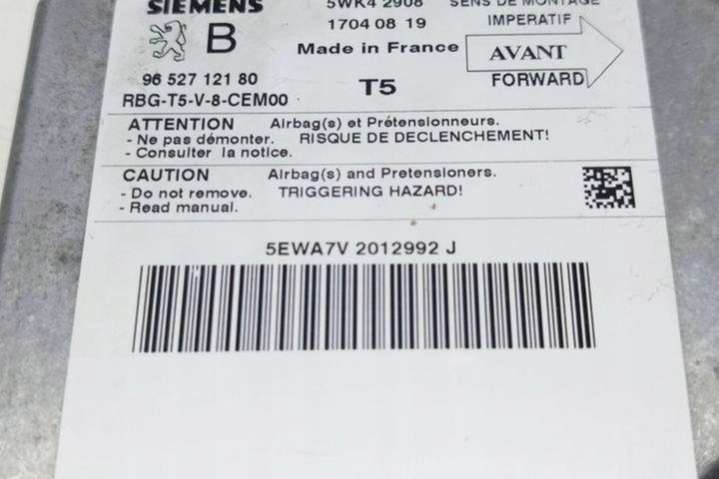 SIEMENS
5WK4 2908
SENS DE MONTAGE
B
1704 08 19
IMPERATIF
Made in France
AVANT
96 527 121 80
T5
FORWARD
RBG-T5-V-8-CEM00
ATTENTION Airbag(s) et Prétensionneurs.
- Ne pas démonter. RISQUE DE DECLENCHEMENT!
- Consulter la notice.
CAUTION Airbag(s) and Pretensioners.
- Do not remove. TRIGGERING HAZARD!
- Read manual.
5EWA7V 2012992 J